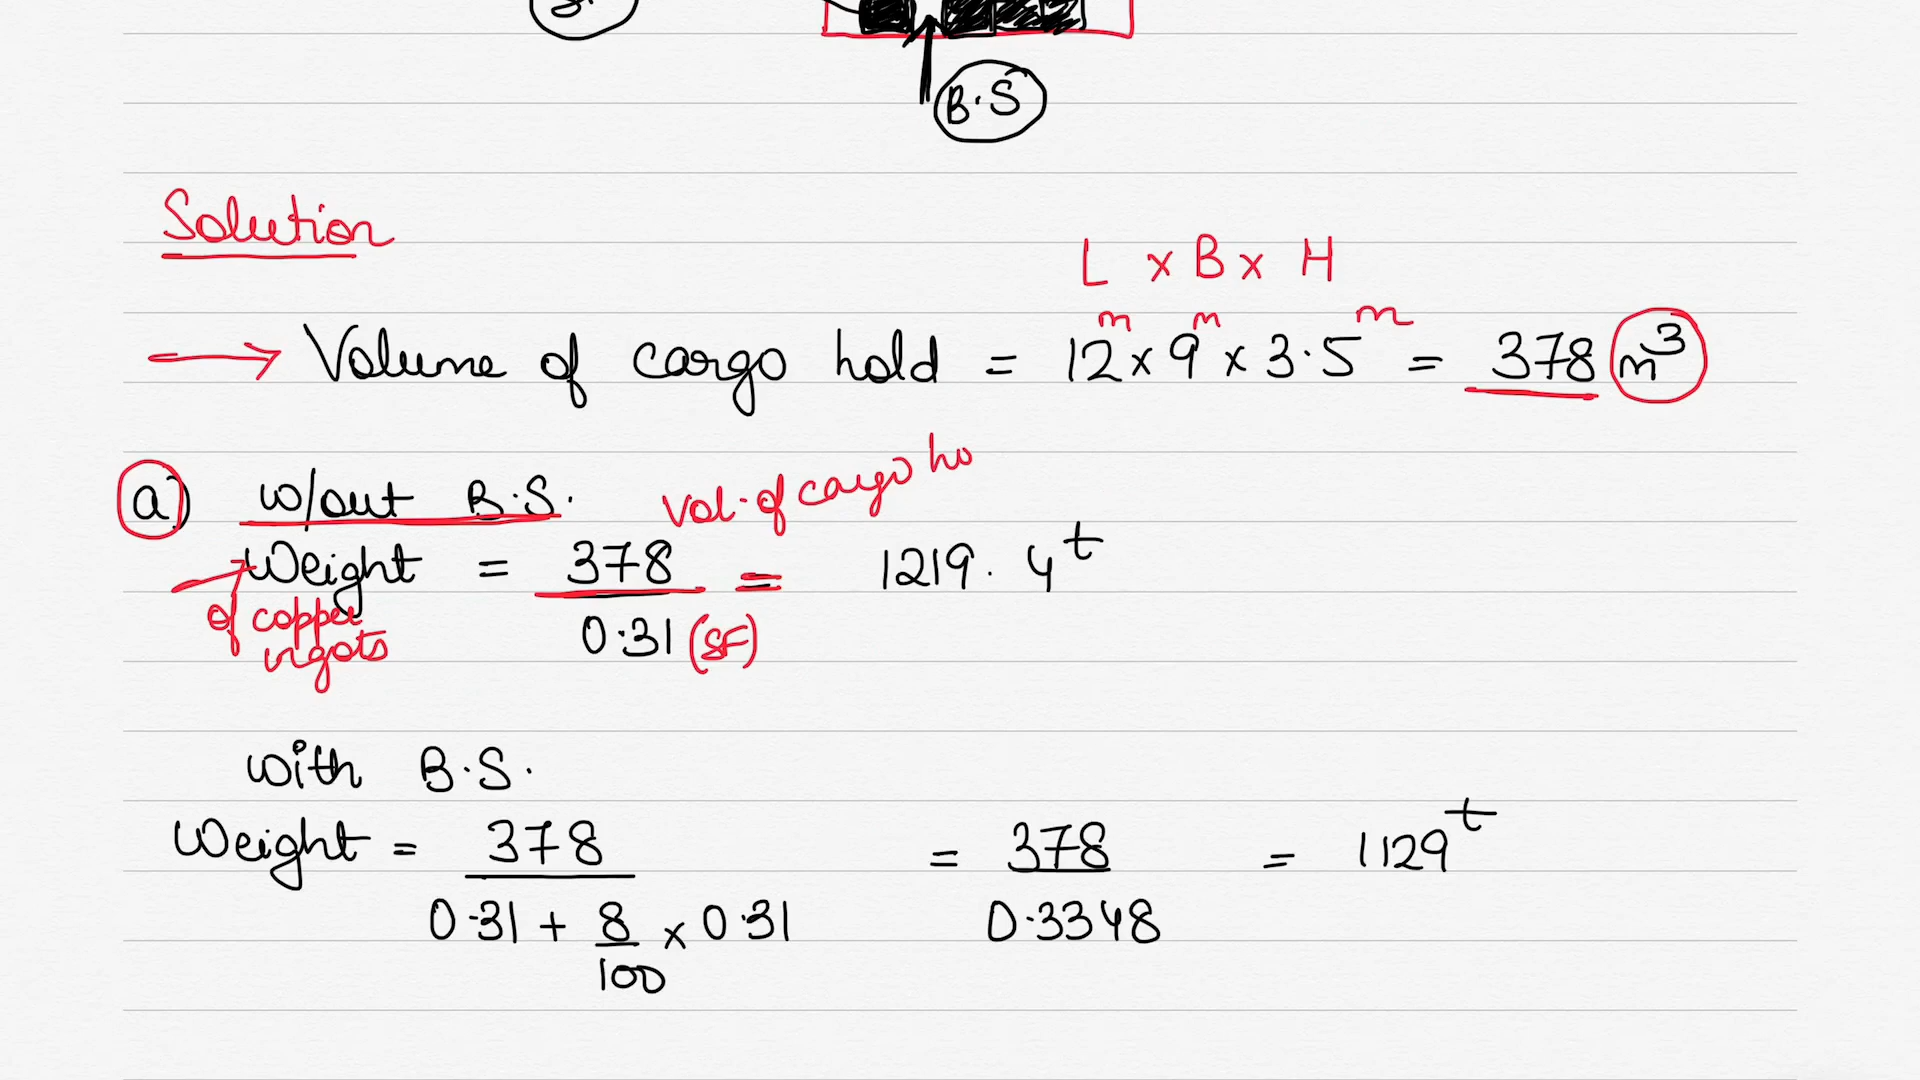 B.S
Solution
L x B x H
m m m
→ Volume of cargo hold = 12 x 9 x 3.5 = 378 m³
a) w/out B.S. Vol. of cargo ho
Weight = 378 = 1219.4 t
of copper
ingots
0.31 (SF)
with B.S.
Weight = 378 = 378 = 1129 t
0.31 + 8 x 0.31 0.3348
100